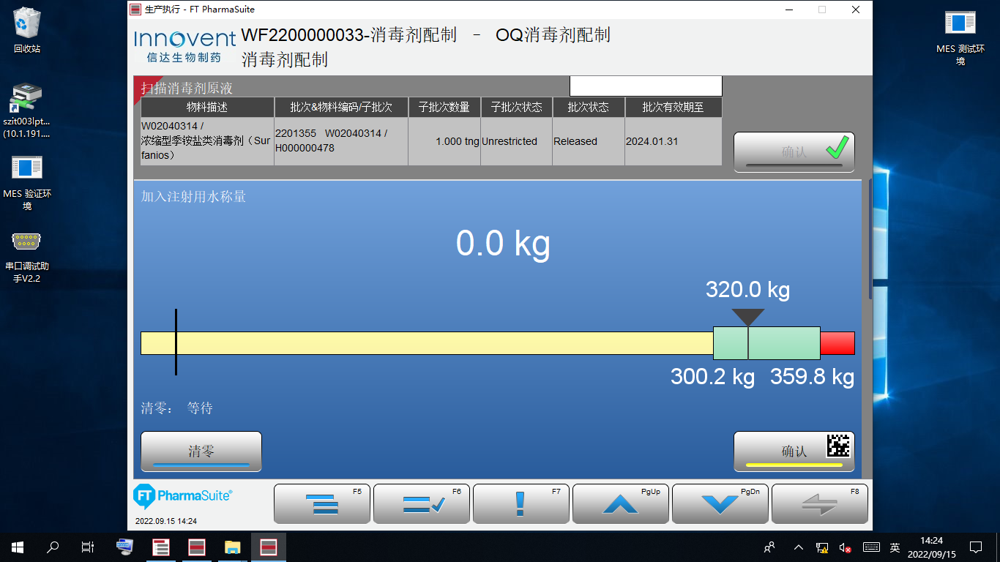 回收站
szit003lpt...
(10.1.191....
MES 验证环
境
串口调试助
手V2.2
MES 测试环
境
生产执行 - FT PharmaSuite
Innovent
信达生物制药
WF2200000033-消毒剂配制 － OQ消毒剂配制
消毒剂配制
扫描消毒剂原液
物料描述 批次&物料编码/子批次 子批次数量 子批次状态 批次状态 批次有效期至
W02040314 /
浓缩型季铵盐类消毒剂（Sur
fanios）
2201355 W02040314 /
H000000478
1.000 tng
Unrestricted
Released
2024.01.31
确认
加入注射用水称量
0.0 kg
320.0 kg
300.2 kg 359.8 kg
清零： 等待
清零
确认
FT PharmaSuite®
2022.09.15 14:24
F5 F6 F7 PgUp PgDn F8
英
14:24
2022/09/15